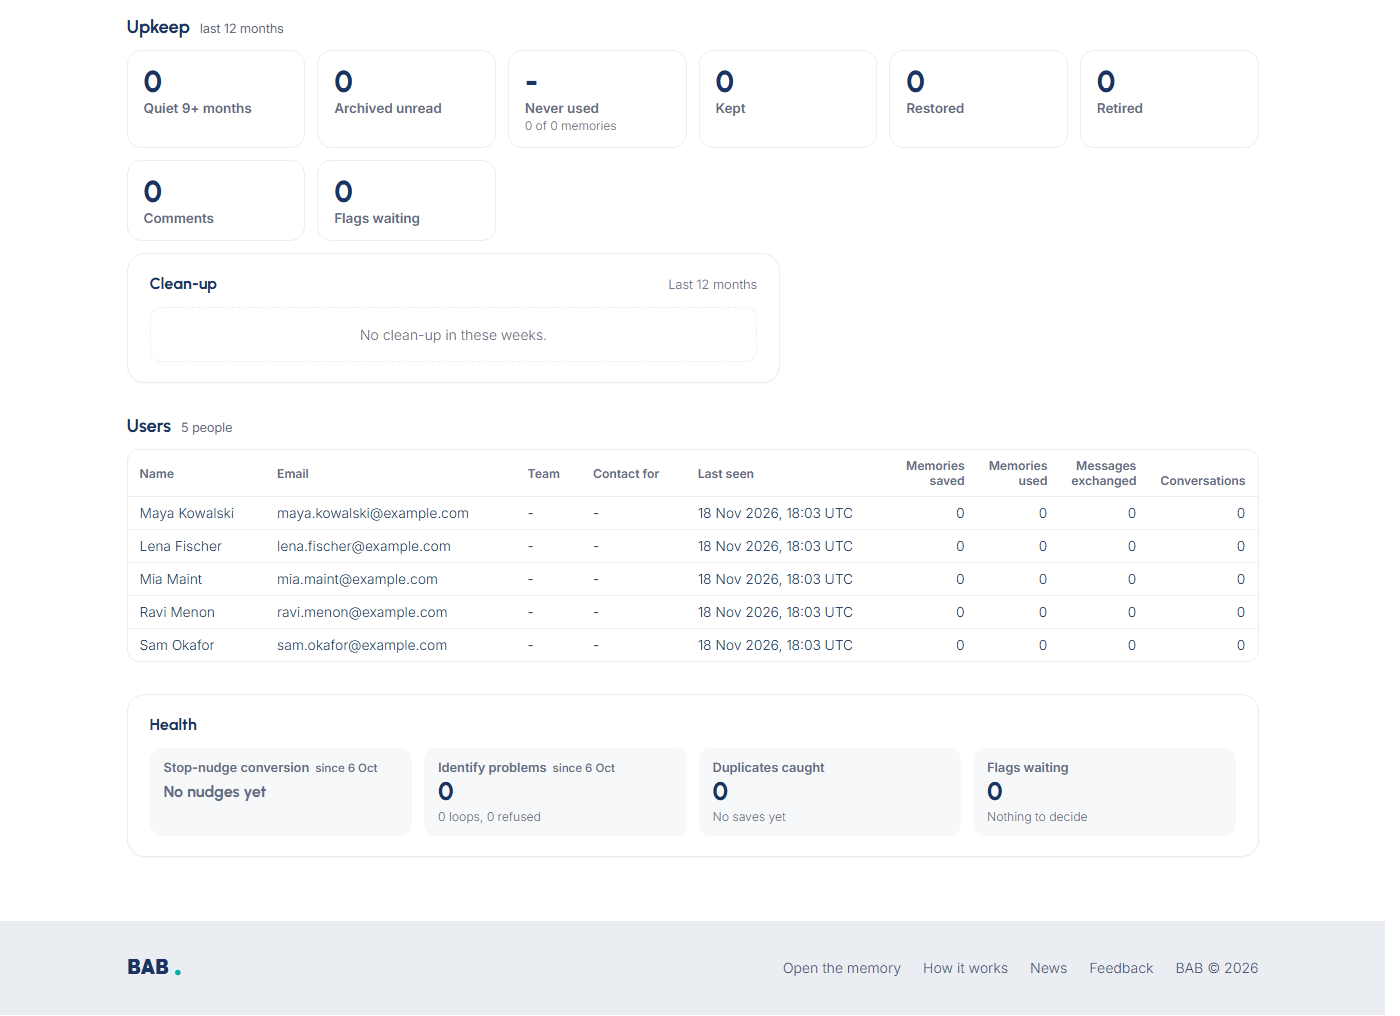 Upkeep last 12 months
0
Quiet 9+ months
0
Archived unread
-
Never used
0 of 0 memories
0
Kept
0
Restored
0
Retired
0
Comments
0
Flags waiting
Clean-up Last 12 months
No clean-up in these weeks.
Users 5 people
Name Email Team Contact for Last seen Memories saved Memories used Messages exchanged Conversations
Maya Kowalski maya.kowalski@example.com - - 18 Nov 2026, 18:03 UTC 0 0 0 0
Lena Fischer lena.fischer@example.com - - 18 Nov 2026, 18:03 UTC 0 0 0 0
Mia Maint mia.maint@example.com - - 18 Nov 2026, 18:03 UTC 0 0 0 0
Ravi Menon ravi.menon@example.com - - 18 Nov 2026, 18:03 UTC 0 0 0 0
Sam Okafor sam.okafor@example.com - - 18 Nov 2026, 18:03 UTC 0 0 0 0
Health
Stop-nudge conversion since 6 Oct
No nudges yet
Identify problems since 6 Oct
0
0 loops, 0 refused
Duplicates caught
0
No saves yet
Flags waiting
0
Nothing to decide
BAB.
Open the memory How it works News Feedback BAB © 2026